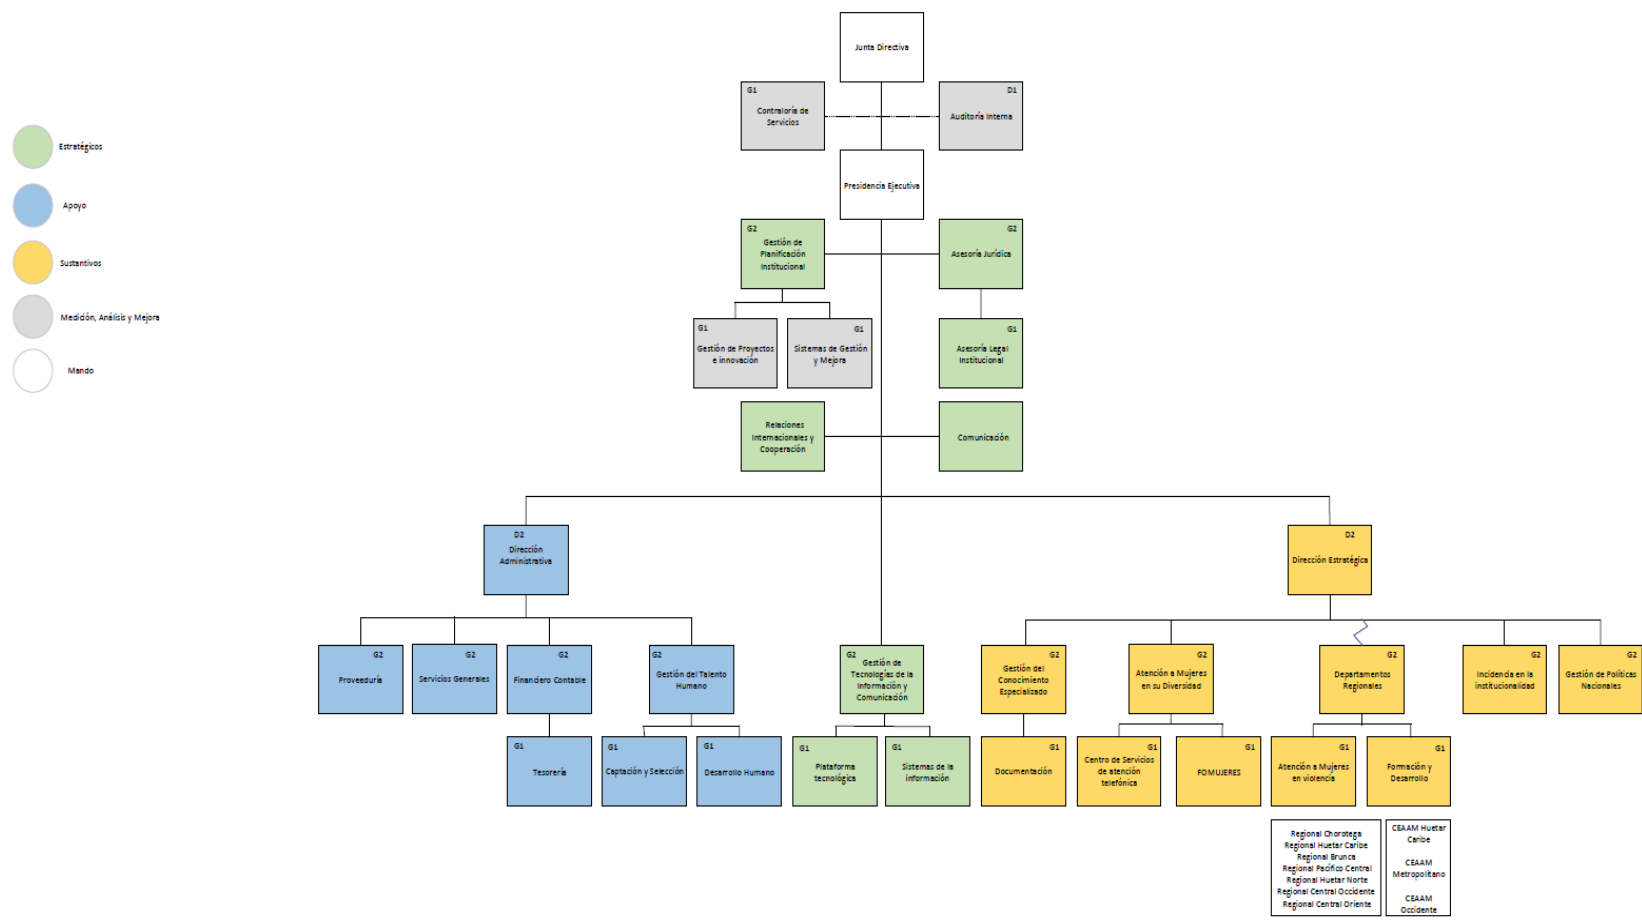 Junta Directiva
G1
Contraloría de
Servicios
D1
Auditoría Interna
Estratégicos
Apoyo
Sustantivos
Medición, Análisis y Mejora
Mando
Presidencia Ejecutiva
G2
Gestión de
Planificación
Institucional
G2
Asesoría Jurídica
G1
Gestión de Proyectos
e innovación
G1
Sistemas de Gestión
y Mejora
G1
Asesoría Legal
Institucional
Relaciones
Internacionales y
Cooperación
Comunicación
D2
Dirección
Administrativa
D2
Dirección Estratégica
G2
Proveeduría
G2
Servicios Generales
G2
Financiero Contable
G2
Gestión del Talento
Humano
G2
Gestión de
Tecnologías de la
Información y
Comunicación
G2
Gestión del
Conocimiento
Especializado
G2
Atención a Mujeres
en su Diversidad
G2
Departamentos
Regionales
G2
Incidencia en la
institucionalidad
G2
Gestión de Políticas
Nacionales
G1
Tesorería
G1
Captación y Selección
G1
Desarrollo Humano
G1
Plataforma
tecnológica
G1
Sistemas de la
información
G1
Documentación
G1
Centro de Servicios
de atención
telefónica
G1
FOMUJERES
G1
Atención a Mujeres
en violencia
G1
Formación y
Desarrollo
Regional Chorotega
Regional Huetar Caribe
Regional Brunca
Regional Pacífico Central
Regional Huetar Norte
Regional Central Occidente
Regional Central Oriente
CEAAM Huetar
Caribe
CEAAM
Metropolitano
CEAAM
Occidente